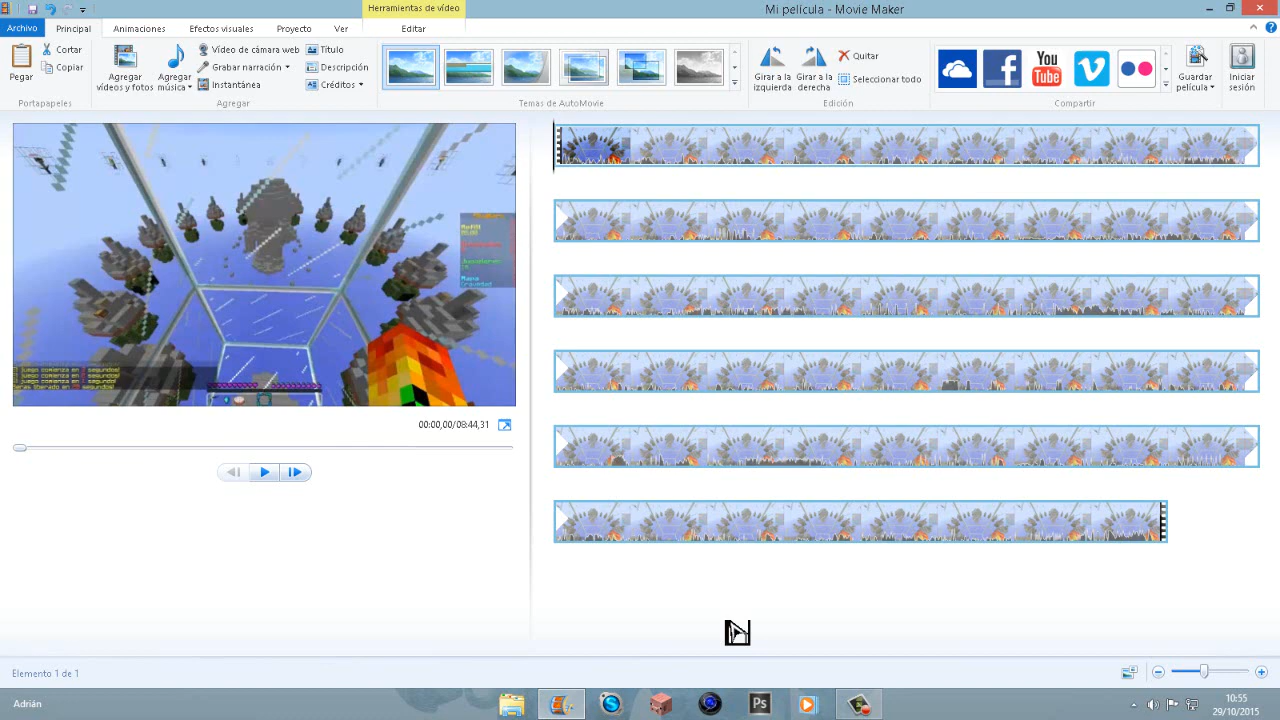 Mi película - Movie Maker
Herramientas de vídeo
Archivo
Principal
Animaciones
Efectos visuales
Proyecto
Ver
Editar
Pegar
Cortar
Copiar
Portapapeles
Agregar vídeos y fotos
Agregar música
Vídeo de cámara web
Grabar narración
Instantánea
Título
Descripción
Créditos
Agregar
Temas de AutoMovie
Girar a la izquierda
Girar a la derecha
Quitar
Seleccionar todo
Edición
You Tube
Compartir
Guardar película
Iniciar sesión
00:00,00/08:44,31
Elemento 1 de 1
Adrián
Ps
10:55
29/10/2015